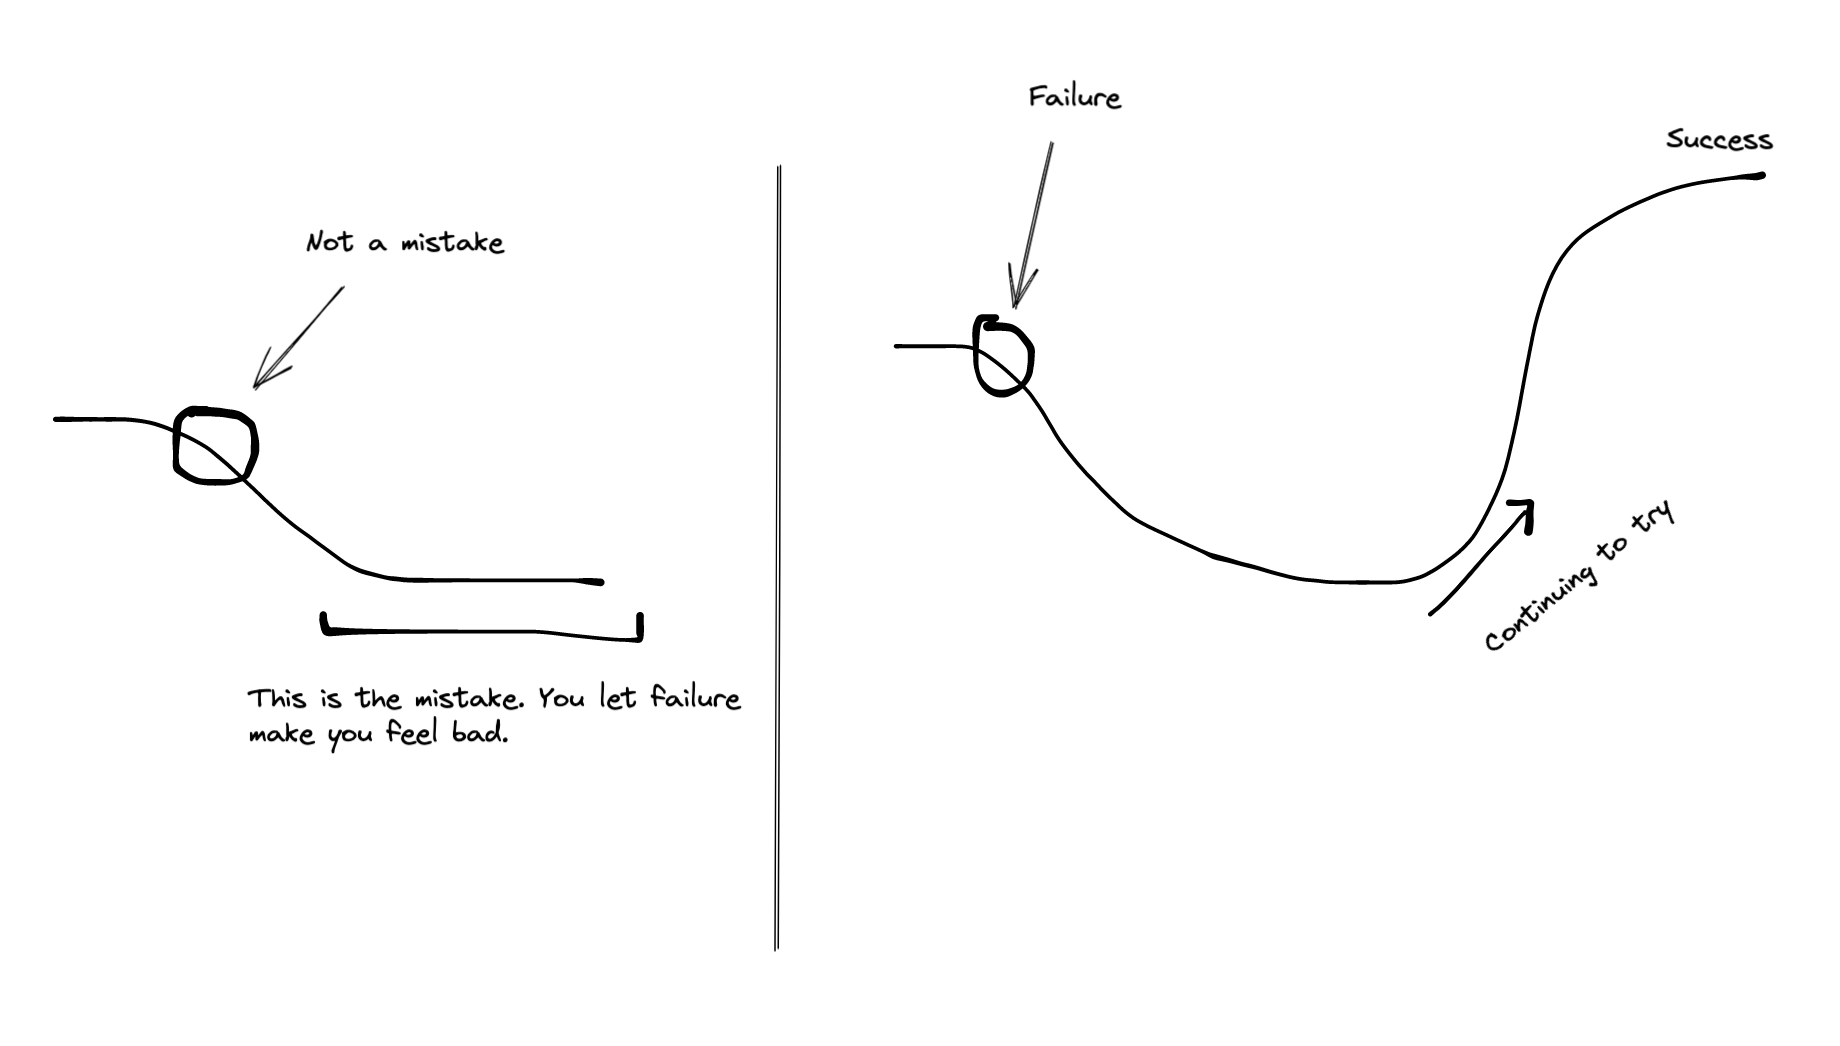 Not a mistake
This is the mistake. You let failure
make you feel bad.
Failure
Success
Continuing to try